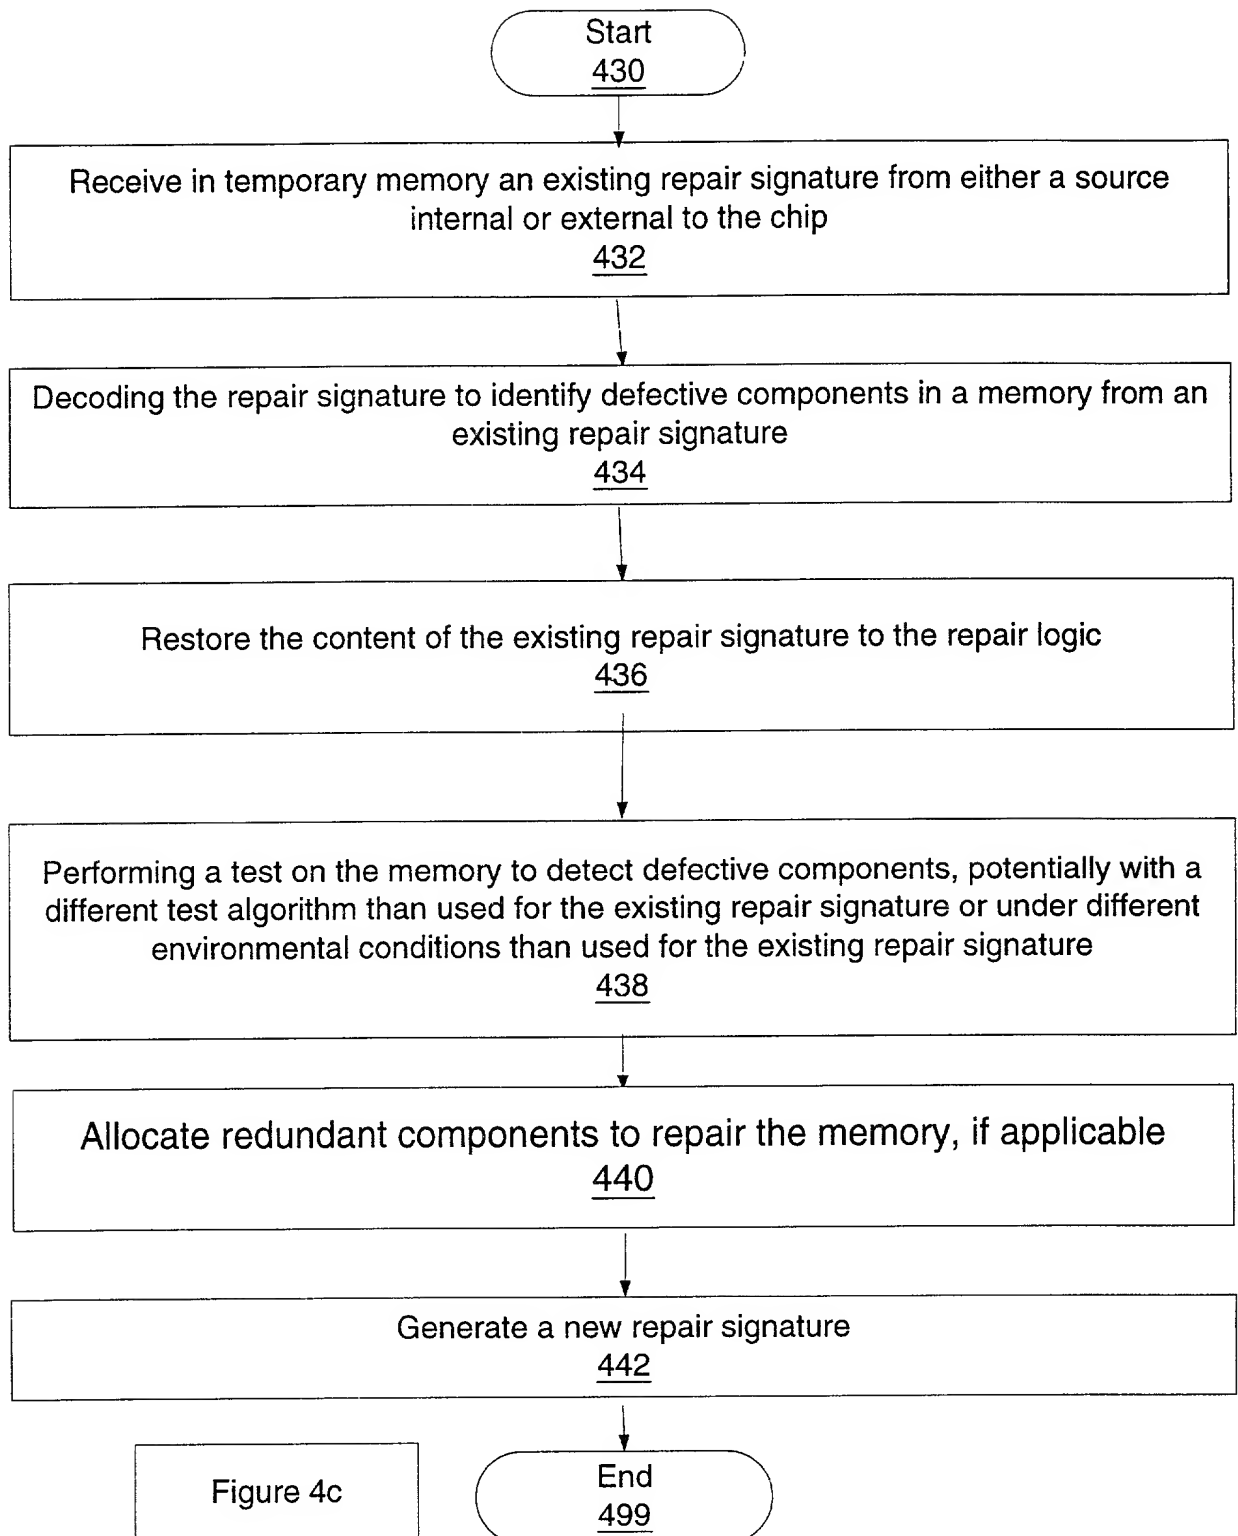 Start
430
Receive in temporary memory an existing repair signature from either a source
internal or external to the chip
432
Decoding the repair signature to identify defective components in a memory from an
existing repair signature
434
Restore the content of the existing repair signature to the repair logic
436
Performing a test on the memory to detect defective components, potentially with a
different test algorithm than used for the existing repair signature or under different
environmental conditions than used for the existing repair signature
438
Allocate redundant components to repair the memory, if applicable
440
Generate a new repair signature
442
Figure 4c
End
499